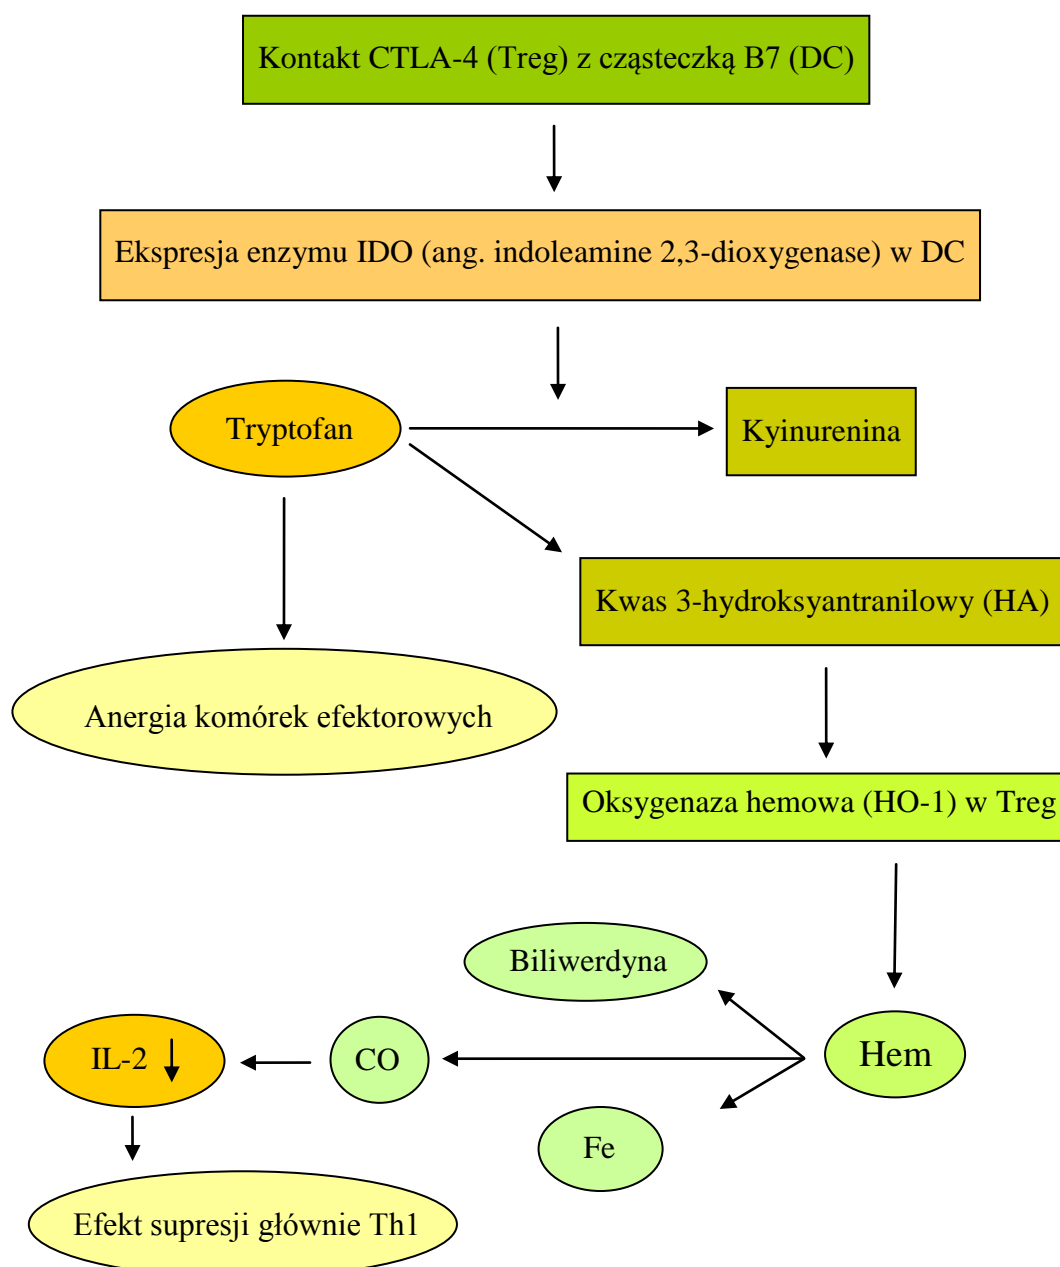 Kontakt CTLA-4 (Treg) z cząsteczką B7 (DC)
Ekspresja enzymu IDO (ang. indoleamine 2,3-dioxygenase) w DC
Tryptofan
Kyinurenina
Kwas 3-hydroksyantranilowy (HA)
Anergia komórek efektorowych
Oksygenaza hemowa (HO-1) w Treg
Biliwerdyna
IL-2
CO
Hem
Fe
Efekt supresji głównie Th1